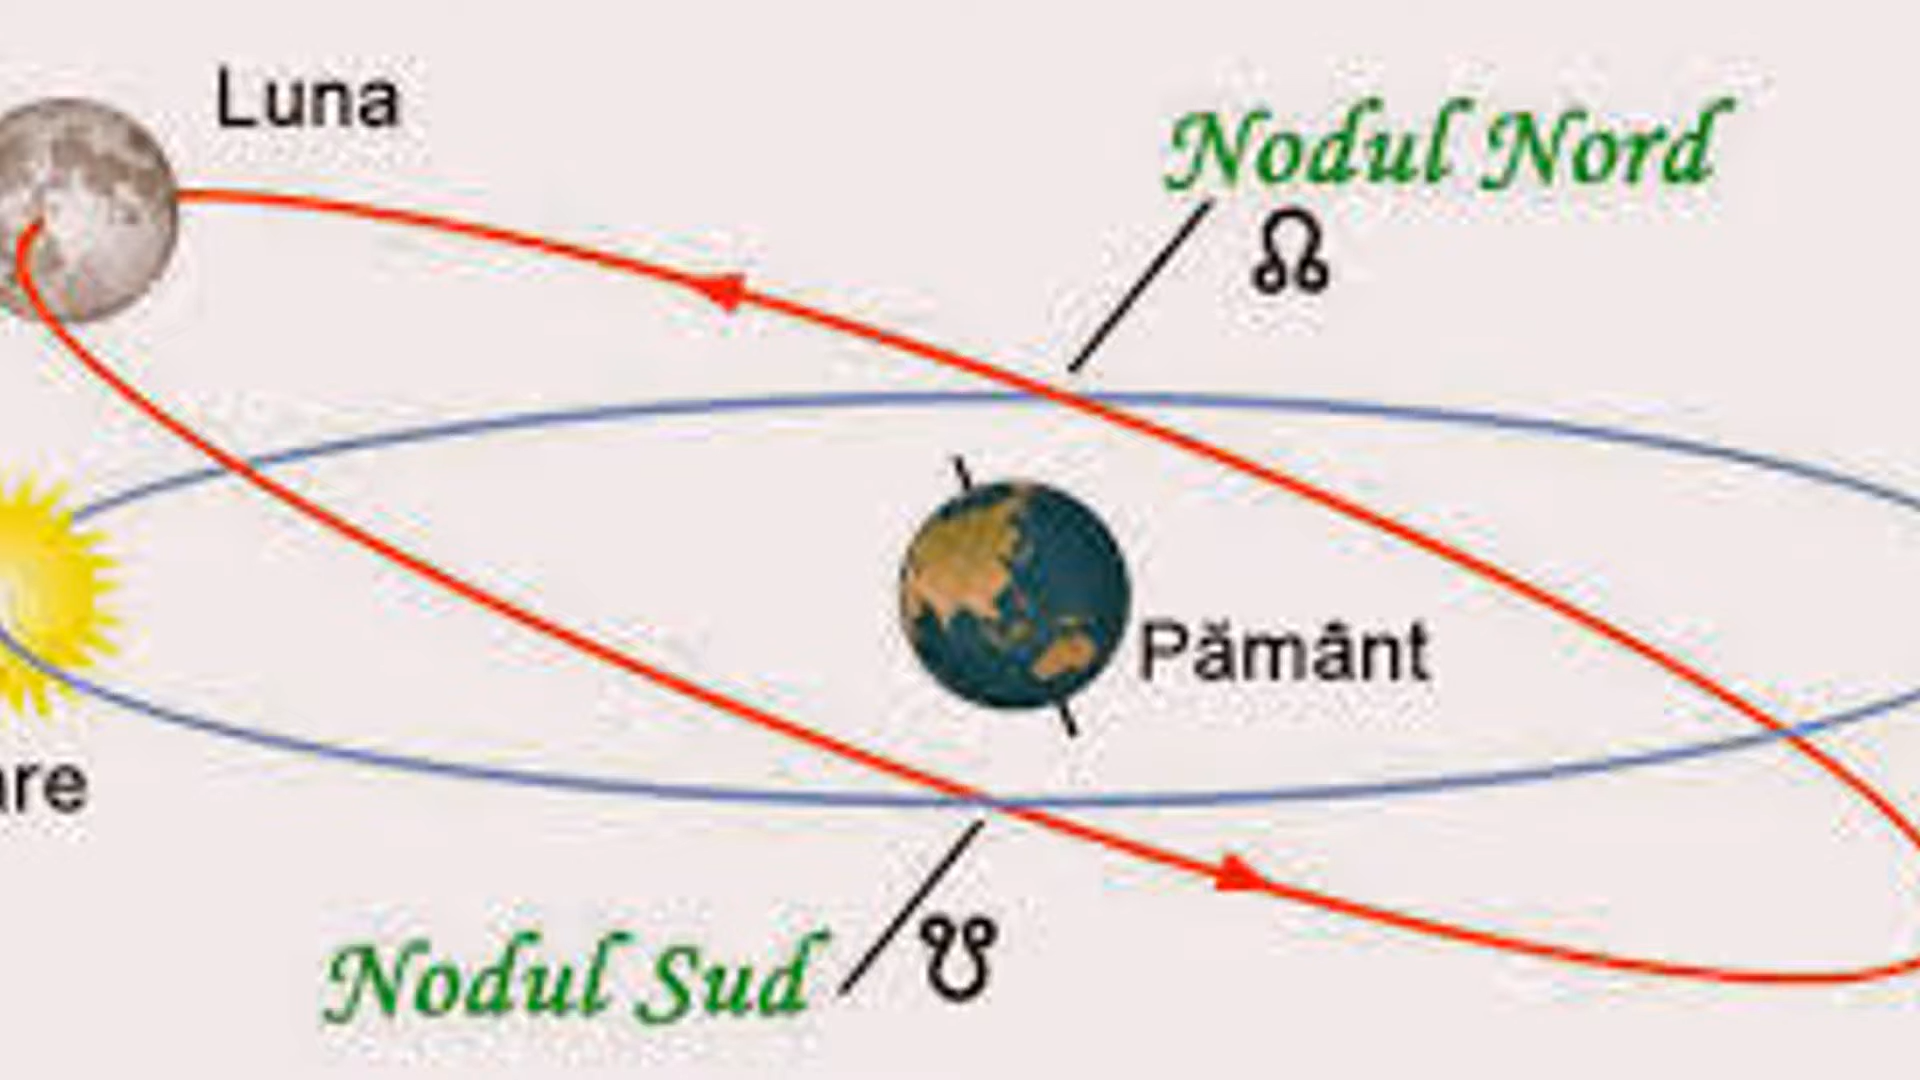 Luna
Nodul Nord
☊
Pământ
are
Nodul Sud
☋